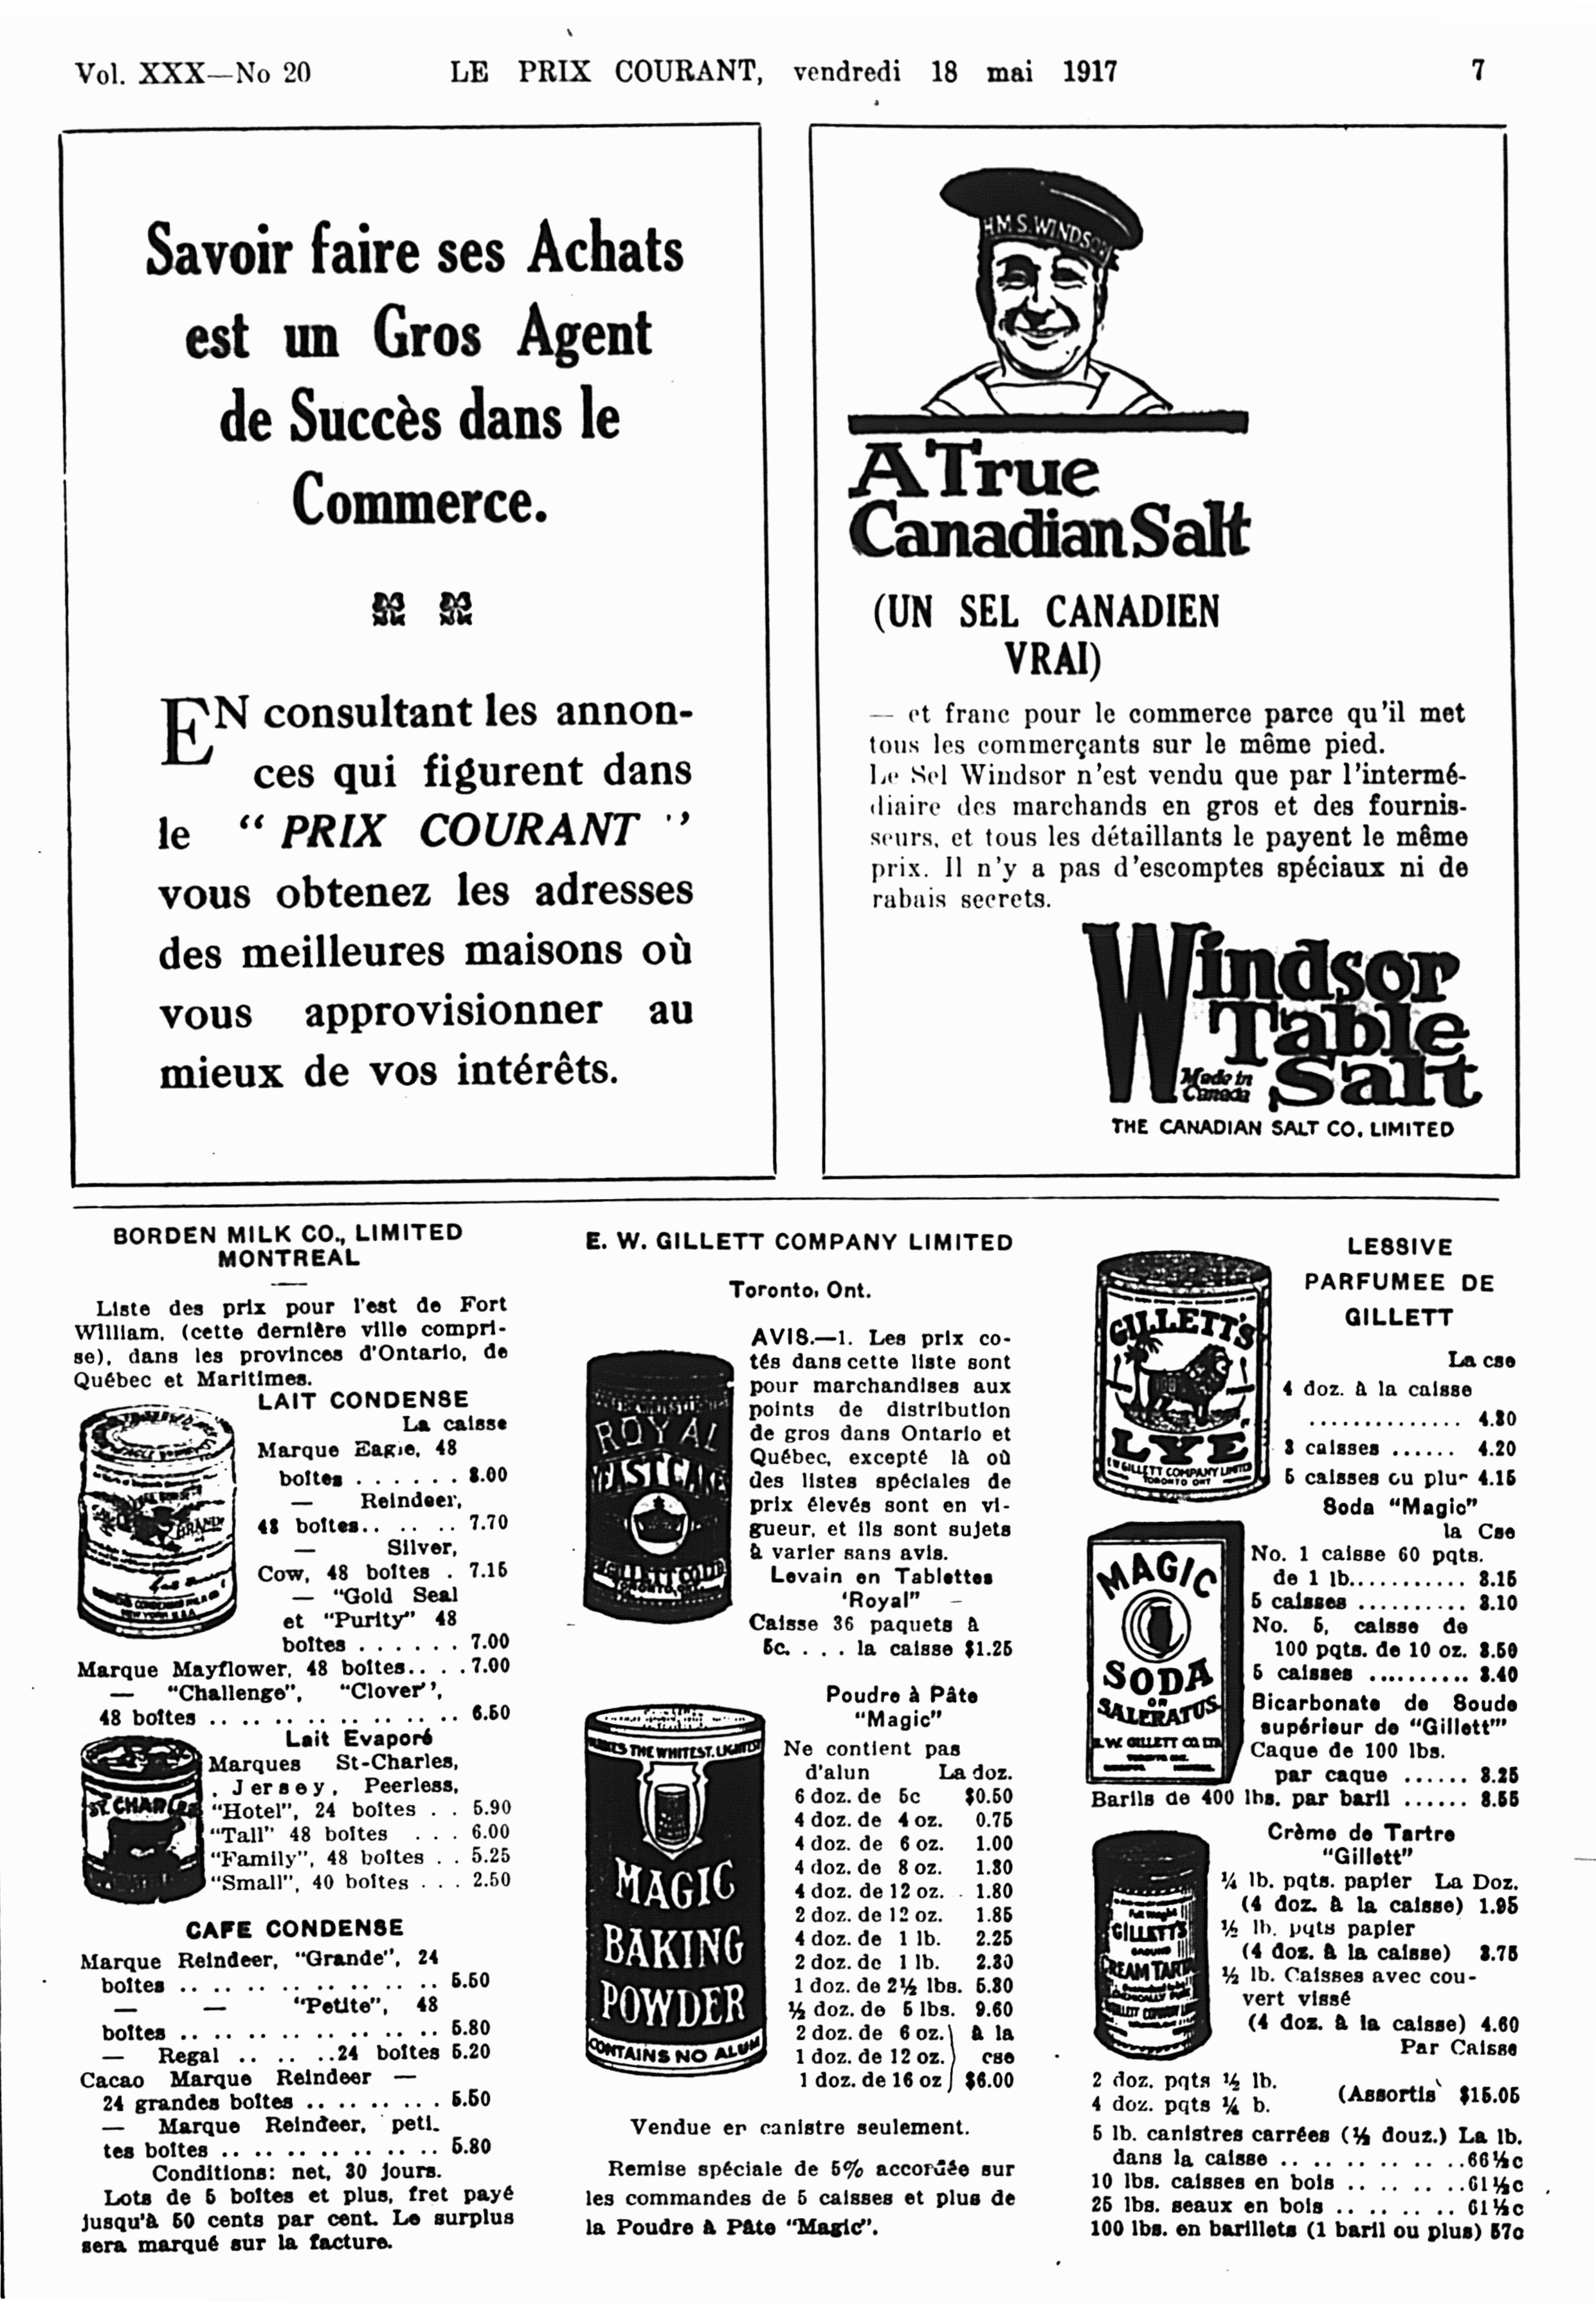 Vol. XXX—No 20 LE PRIX COURANT, vendredi 18 mai 1917 7
Savoir faire ses Achats
est un Gros Agent
de Succès dans le
Commerce.
EN consultant les annon-
ces qui figurent dans
le "PRIX COURANT"
vous obtenez les adresses
des meilleures maisons où
vous approvisionner au
mieux de vos intérêts.
H.M.S. WINDSOR
A True
Canadian Salt
(UN SEL CANADIEN
VRAI)
— et franc pour le commerce parce qu'il met
tous les commerçants sur le même pied.
Le Sel Windsor n'est vendu que par l'intermé-
diaire des marchands en gros et des fournis-
seurs, et tous les détaillants le payent le même
prix. Il n'y a pas d'escomptes spéciaux ni de
rabais secrets.
Windsor
Table
Salt
Made in
Canada
THE CANADIAN SALT CO. LIMITED
BORDEN MILK CO., LIMITED
MONTREAL
Liste des prix pour l'est de Fort
William, (cette dernière ville compri-
se), dans les provinces d'Ontario, de
Québec et Maritimes.
LAIT CONDENSE
La caisse
Marque Eagle, 48
boîtes . . . . . . 8.00
— Reindeer,
48 boîtes.. .. .. 7.70
— Silver,
Cow, 48 boîtes . 7.15
— "Gold Seal
et "Purity" 48
boîtes . . . . . . 7.00
Marque Mayflower, 48 boîtes.. . . 7.00
— "Challenge", "Clover",
48 boîtes .. .. .. .. .. .. .. 6.50
BRAND
Lait Evaporé
Marques St-Charles,
Jersey, Peerless,
"Hotel", 24 boîtes . . 5.90
"Tall" 48 boîtes . . . 6.00
"Family", 48 boîtes . . 5.25
"Small", 40 boîtes . . . 2.50
ST. CHARLES
CAFE CONDENSE
Marque Reindeer, "Grande", 24
boîtes .. .. .. .. .. .. .. 5.50
— — "Petite", 48
boîtes .. .. .. .. .. .. .. 5.80
— Regal .. .. ..24 boîtes 5.20
Cacao Marque Reindeer —
24 grandes boîtes .. .. .. .. 5.50
— Marque Reindeer, peti-
tes boîtes .. .. .. .. .. .. 5.80
Conditions: net, 30 jours.
Lots de 5 boîtes et plus, fret payé
jusqu'à 50 cents par cent. Le surplus
sera marqué sur la facture.
E. W. GILLETT COMPANY LIMITED
Toronto, Ont.
ROYAL
YEAST CAKES
GILLETT CO. LTD.
TORONTO, ONT.
AVIS.—1. Les prix co-
tés dans cette liste sont
pour marchandises aux
points de distribution
de gros dans Ontario et
Québec, excepté là où
des listes spéciales de
prix élevés sont en vi-
gueur, et ils sont sujets
à varier sans avis.
Levain en Tablettes
'Royal"
Caisse 36 paquets à
5c. . . . la caisse $1.25
MAKES THE WHITEST, LIGHTEST
MAGIC
BAKING
POWDER
CONTAINS NO ALUM
Poudre à Pâte
"Magic"
Ne contient pas
d'alun La doz.
6 doz. de 5c $0.50
4 doz. de 4 oz. 0.75
4 doz. de 6 oz. 1.00
4 doz. de 8 oz. 1.30
4 doz. de 12 oz. 1.80
2 doz. de 12 oz. 1.85
4 doz. de 1 lb. 2.25
2 doz. de 1 lb. 2.30
1 doz. de 2½ lbs. 5.30
½ doz. de 5 lbs. 9.60
2 doz. de 6 oz. ) à la
1 doz. de 12 oz. ) cse
1 doz. de 16 oz ) $6.00
Vendue en canistre seulement.
Remise spéciale de 5% accordée sur
les commandes de 5 caisses et plus de
la Poudre à Pâte "Magic".
GILLETT'S
LYE
E.W. GILLETT COMPANY LIMITED
TORONTO ONT
LESSIVE
PARFUMEE DE
GILLETT
La cse
4 doz. à la caisse
.............. 4.30
3 caisses ...... 4.20
5 caisses ou plus 4.15
MAGIC
SODA
OR
SALERATUS
E.W. GILLETT CO. LTD.
Soda "Magic"
la Cse
No. 1 caisse 60 pqts.
de 1 lb........... 3.15
5 caisses .......... 3.10
No. 5, caisse de
100 pqts. de 10 oz. 3.50
5 caisses .......... 3.40
Bicarbonate de Soude
supérieur de "Gillett'"
Caque de 100 lbs.
par caque ...... 3.25
Barils de 400 lbs. par baril ...... 8.55
GILLETT'S
CREAM TARTAR
Crème de Tartre
"Gillett"
¼ lb. pqts. papier La Doz.
(4 doz. à la caisse) 1.95
½ lb. pqts papier
(4 doz. à la caisse) 3.75
½ lb. Caisses avec cou-
vert vissé
(4 doz. à la caisse) 4.60
Par Caisse
2 doz. pqts ½ lb.
4 doz. pqts ¼ b. (Assortis $15.05
5 lb. canistres carrées (½ douz.) La lb.
dans la caisse .. .. .. .. .. ..66½c
10 lbs. caisses en bois .. .. .. ..61½c
25 lbs. seaux en bois .. .. .. .. 61½c
100 lbs. en barillets (1 baril ou plus) 57c